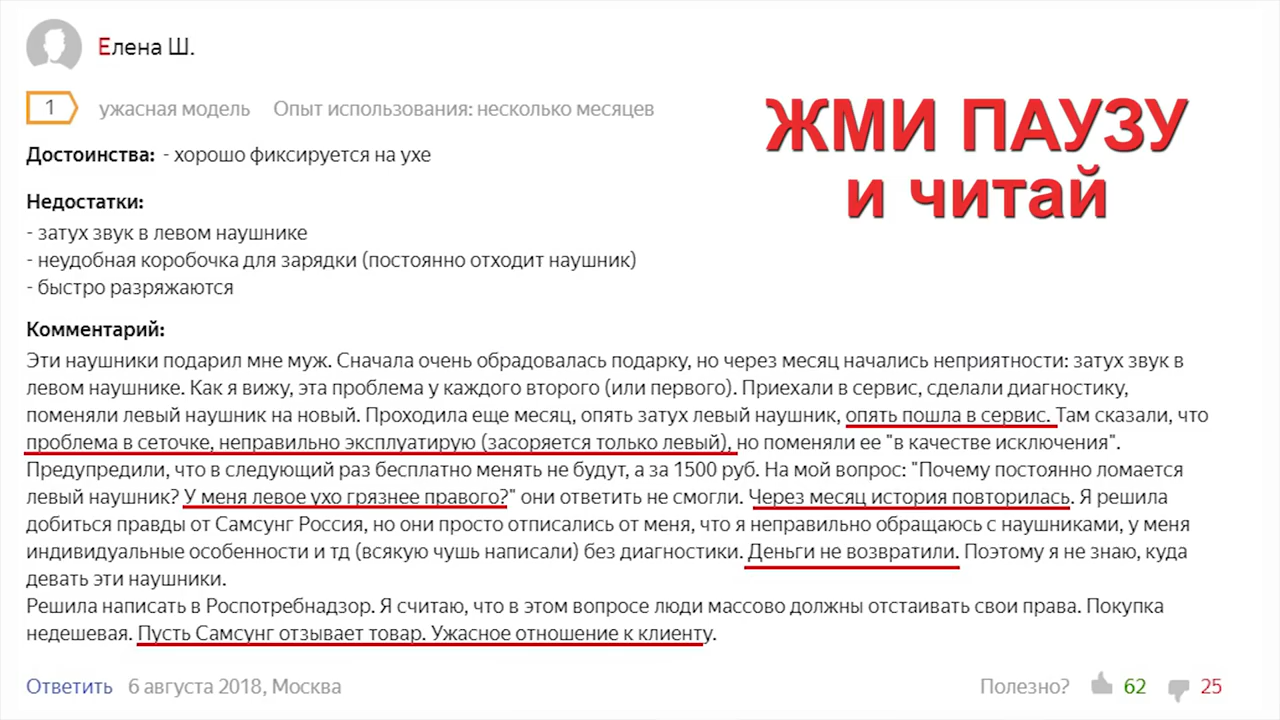 Елена Ш.
1 ужасная модель Опыт использования: несколько месяцев
ЖМИ ПАУЗУ
и читай
Достоинства: - хорошо фиксируется на ухе
Недостатки:
- затух звук в левом наушнике
- неудобная коробочка для зарядки (постоянно отходит наушник)
- быстро разряжаются
Комментарий:
Эти наушники подарил мне муж. Сначала очень обрадовалась подарку, но через месяц начались неприятности: затух звук в
левом наушнике. Как я вижу, эта проблема у каждого второго (или первого). Приехали в сервис, сделали диагностику,
поменяли левый наушник на новый. Проходила еще месяц, опять затух левый наушник, опять пошла в сервис. Там сказали, что
проблема в сеточке, неправильно эксплуатирую (засоряется только левый), но поменяли ее "в качестве исключения".
Предупредили, что в следующий раз бесплатно менять не будут, а за 1500 руб. На мой вопрос: "Почему постоянно ломается
левый наушник? У меня левое ухо грязнее правого?" они ответить не смогли. Через месяц история повторилась. Я решила
добиться правды от Самсунг Россия, но они просто отписались от меня, что я неправильно обращаюсь с наушниками, у меня
индивидуальные особенности и тд (всякую чушь написали) без диагностики. Деньги не возвратили. Поэтому я не знаю, куда
девать эти наушники.
Решила написать в Роспотребнадзор. Я считаю, что в этом вопросе люди массово должны отстаивать свои права. Покупка
недешевая. Пусть Самсунг отзывает товар. Ужасное отношение к клиенту.
Ответить 6 августа 2018, Москва Полезно? 62 25